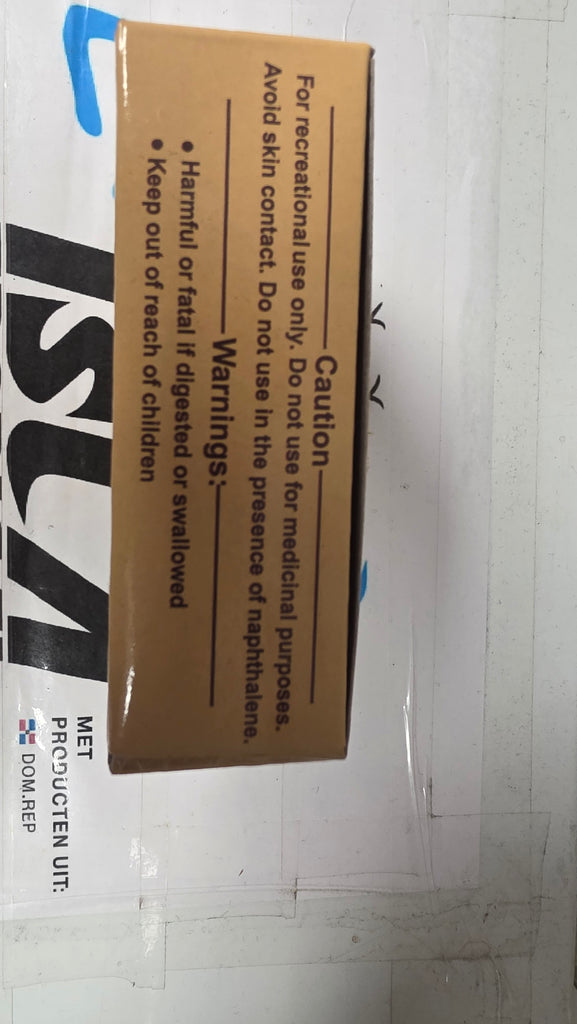 Caution
For recreational use only. Do not use for medicinal purposes.
Avoid skin contact. Do not use in the presence of naphthalene.
Warnings:
• Harmful or fatal if digested or swallowed
• Keep out of reach of children
MET
PRODUCTEN UIT:
DOM.REP